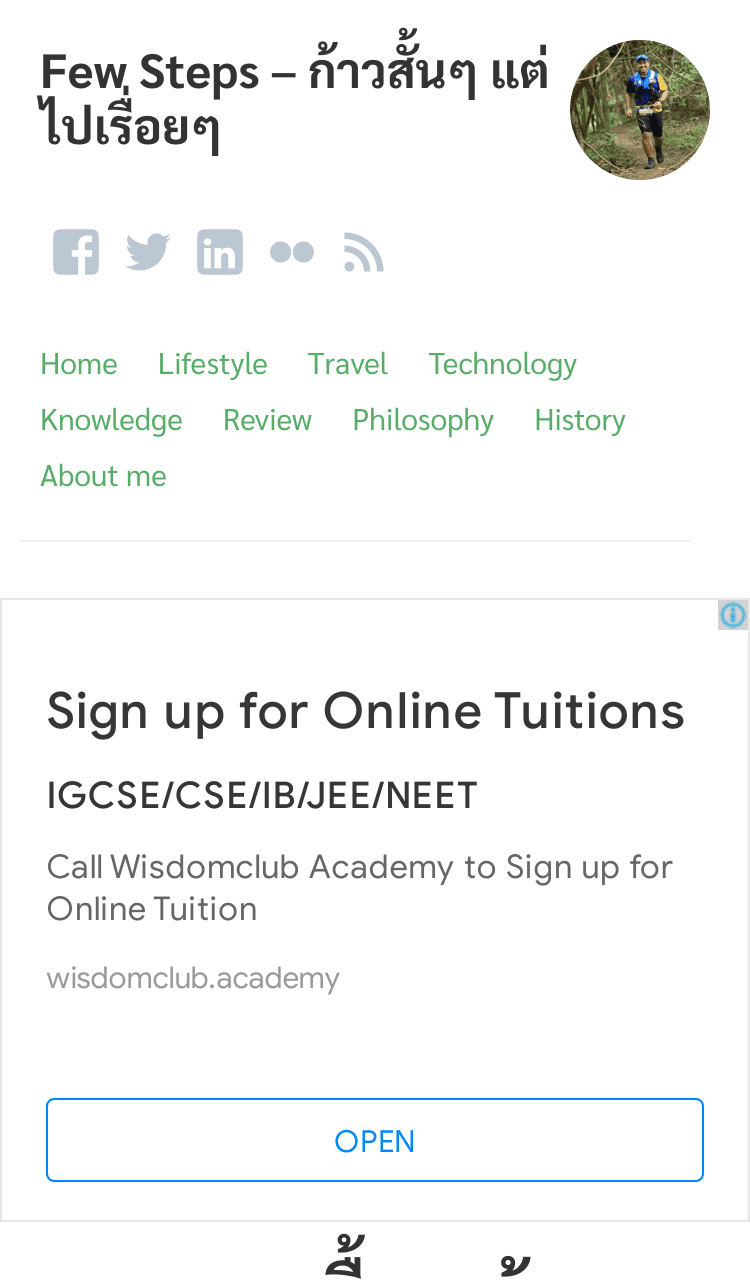 Few Steps – ก้าวสั้นๆ แต่
ไปเรื่อยๆ
Home Lifestyle Travel Technology
Knowledge Review Philosophy History
About me
Sign up for Online Tuitions
IGCSE/CSE/IB/JEE/NEET
Call Wisdomclub Academy to Sign up for
Online Tuition
wisdomclub.academy
OPEN